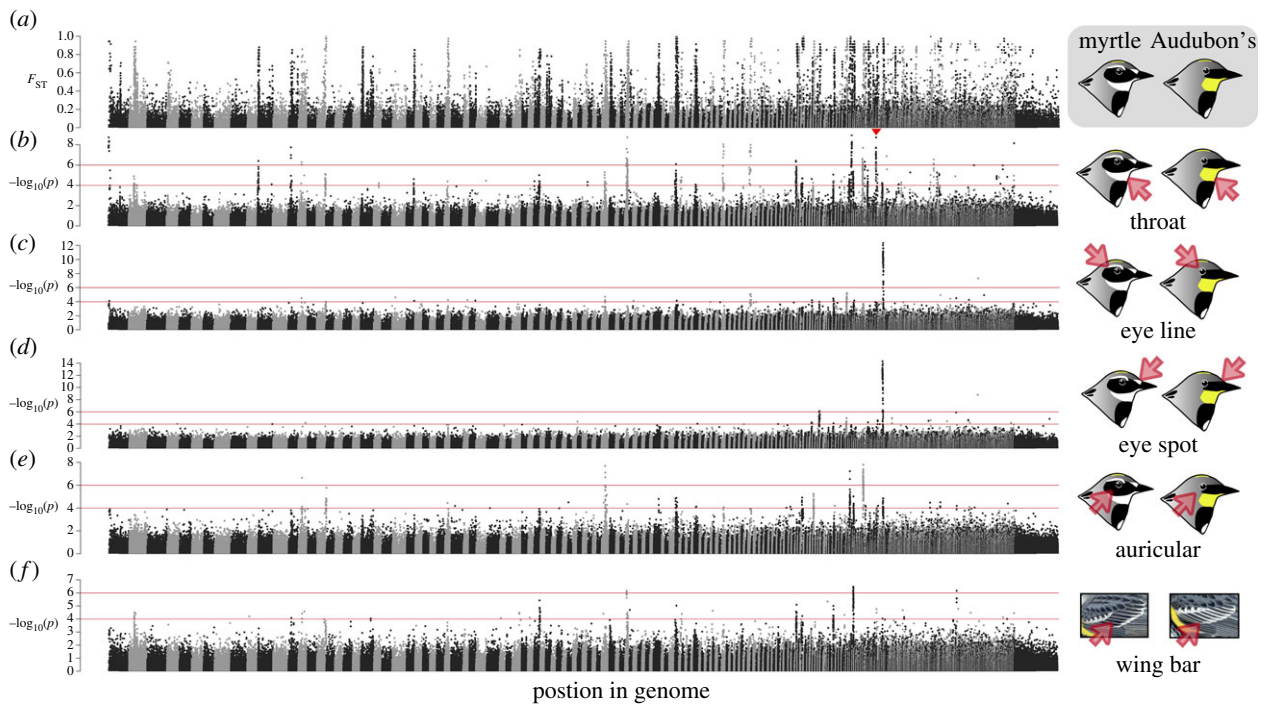 (a)
1.0
0.8
0.6
FST
0.4
0.2
0
myrtle Audubon's
(b)
8
6
–log10(p)
4
2
0
throat
(c)
12
10
8
–log10(p)
6
4
2
0
eye line
(d)
14
12
10
8
–log10(p)
6
4
2
0
eye spot
(e)
8
6
–log10(p)
4
2
0
auricular
(f)
7
6
5
4
–log10(p)
3
2
1
0
wing bar
postion in genome